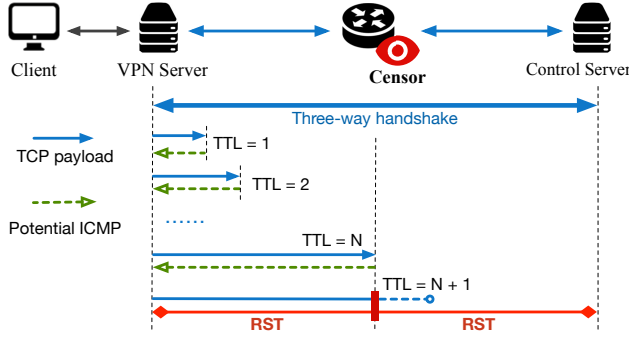 Client
VPN Server
Censor
Control Server
Three-way handshake
TCP payload
TTL = 1
TTL = 2
Potential ICMP
......
TTL = N
TTL = N + 1
RST
RST